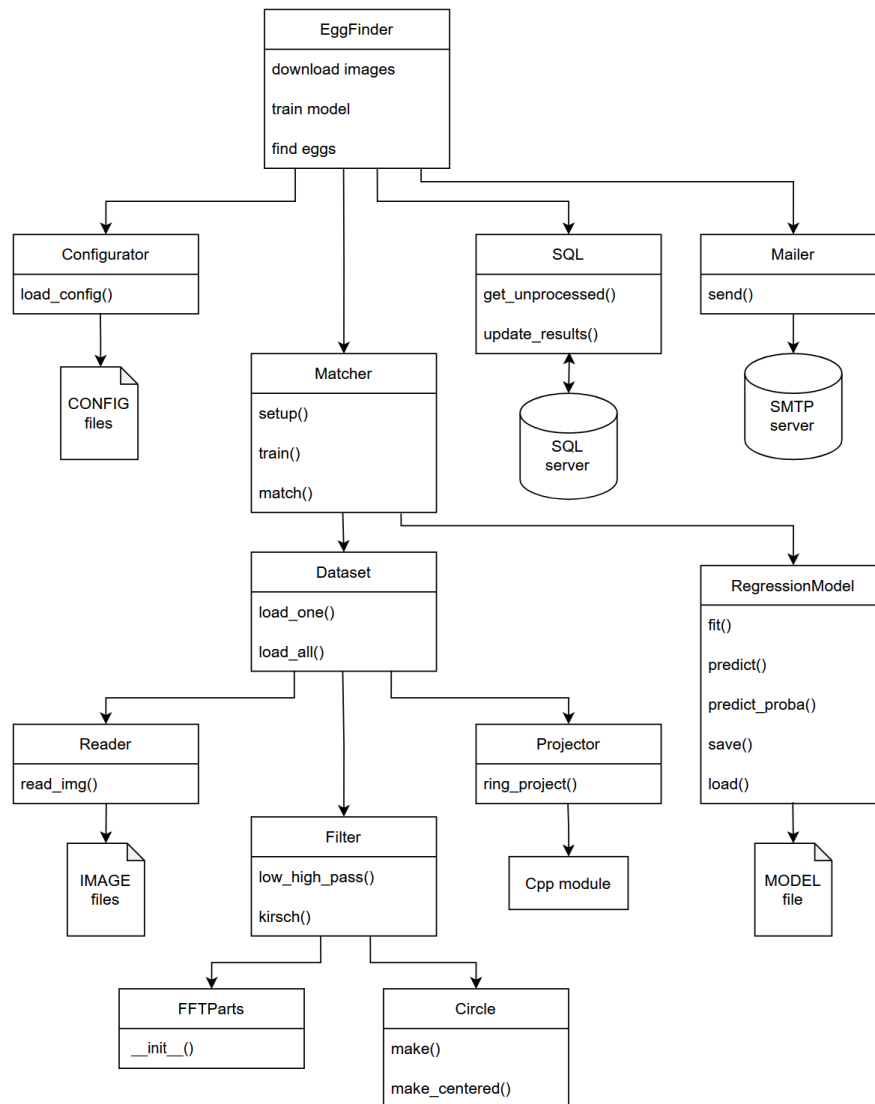 EggFinder
download images
train model
find eggs
Configurator
load_config()
SQL
get_unprocessed()
update_results()
Mailer
send()
CONFIG
files
Matcher
setup()
train()
match()
SQL
server
SMTP
server
Dataset
load_one()
load_all()
RegressionModel
fit()
predict()
predict_proba()
save()
load()
Reader
read_img()
Projector
ring_project()
IMAGE
files
Filter
low_high_pass()
kirsch()
Cpp module
MODEL
file
FFTParts
__init__()
Circle
make()
make_centered()